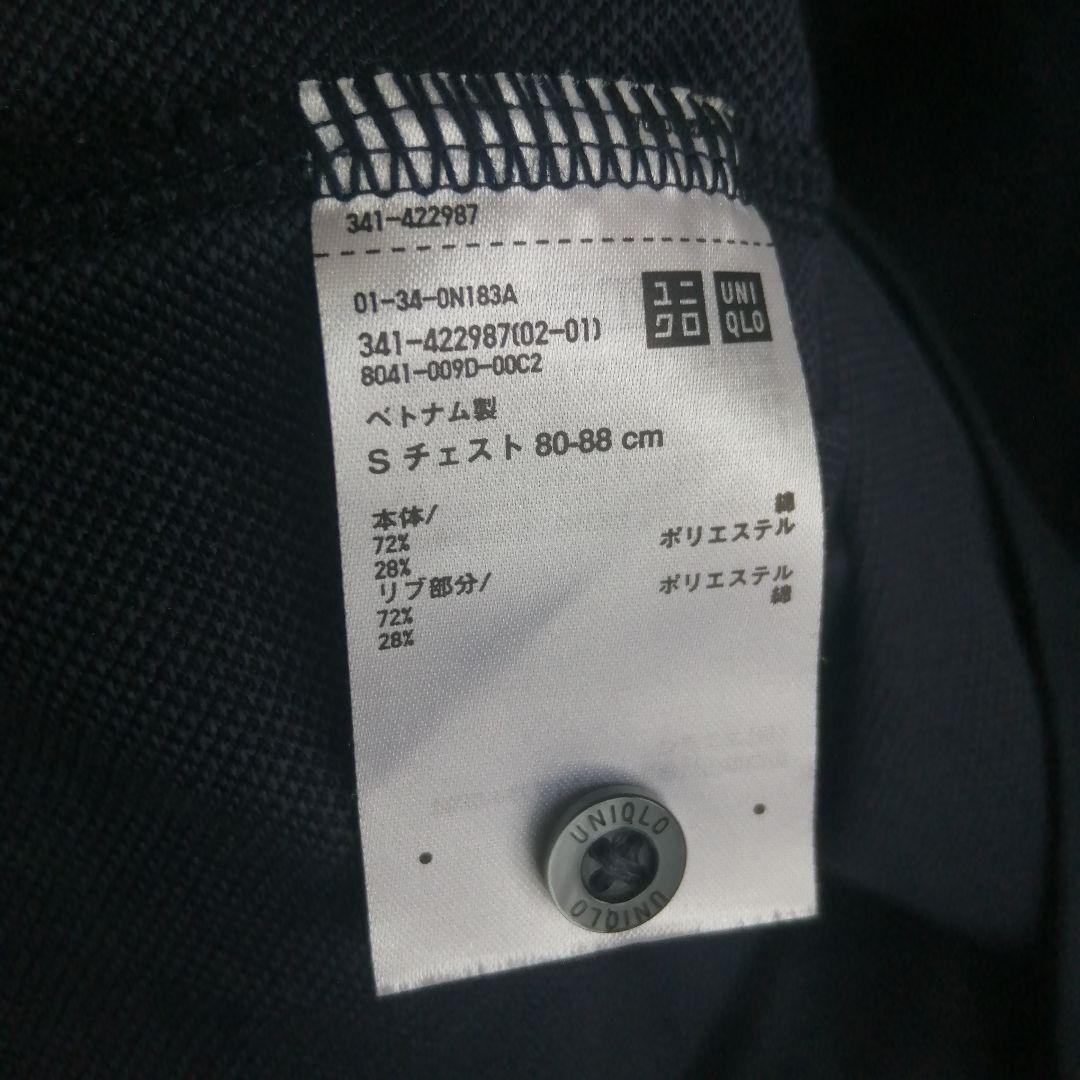 341-422987
01-34-0N183A
ユニクロ
UNIQLO
341-422987(02-01)
8041-009D-00C2
ベトナム製
S チェスト 80-88 cm
本体/
綿
72%
ポリエステル
28%
リブ部分/
ポリエステル
72%
綿
28%
UNIQLO
UNIQLO